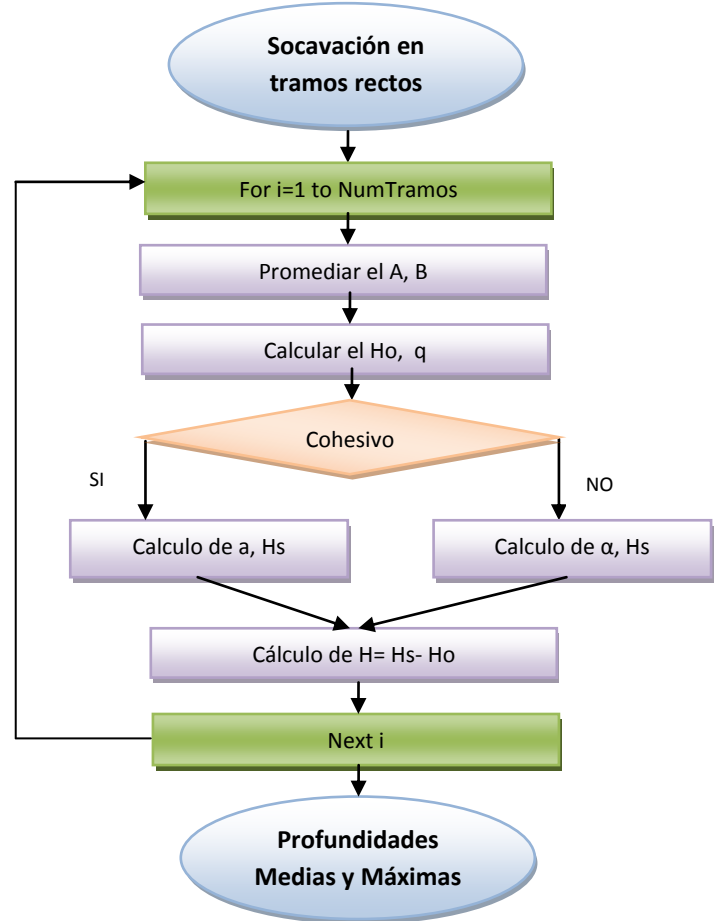 Socavación en
tramos rectos
For i=1 to NumTramos
Promediar el A, B
Calcular el Ho, q
Cohesivo
SI
NO
Calculo de a, Hs
Calculo de α, Hs
Cálculo de H= Hs- Ho
Next i
Profundidades
Medias y Máximas